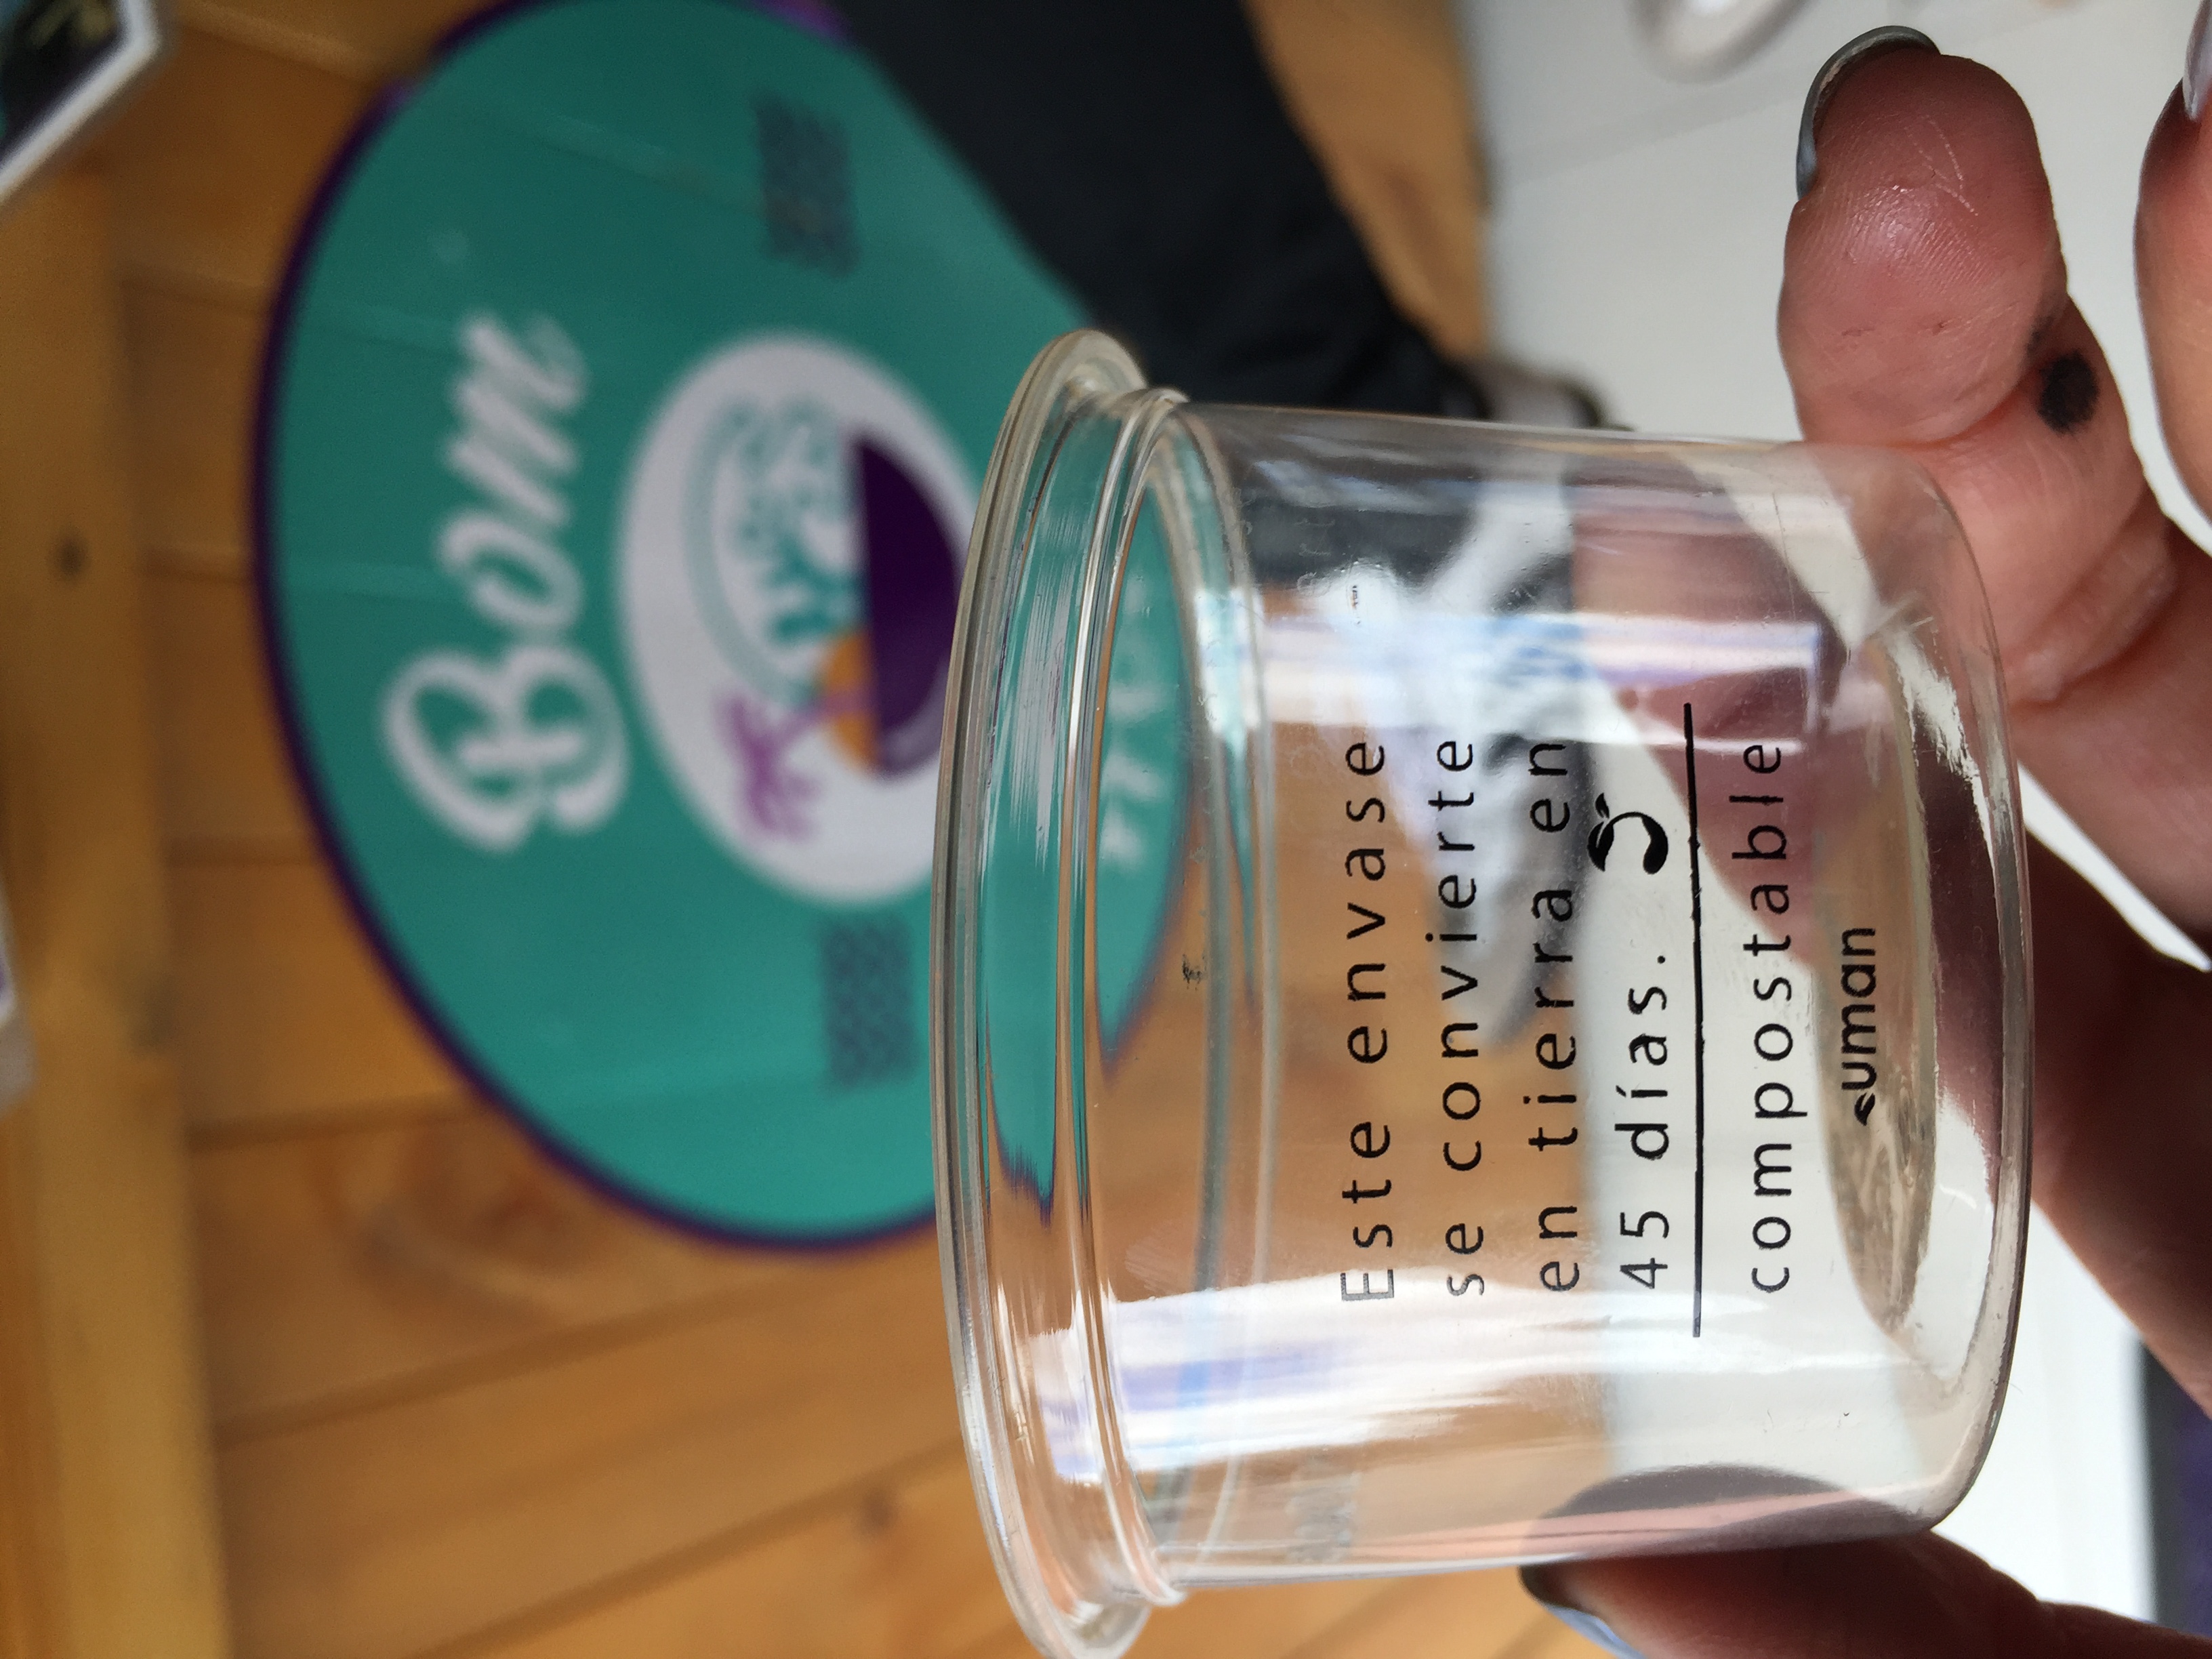 Bom
Este envase
se convierte
en tierra en
45 días.
compostable
uman